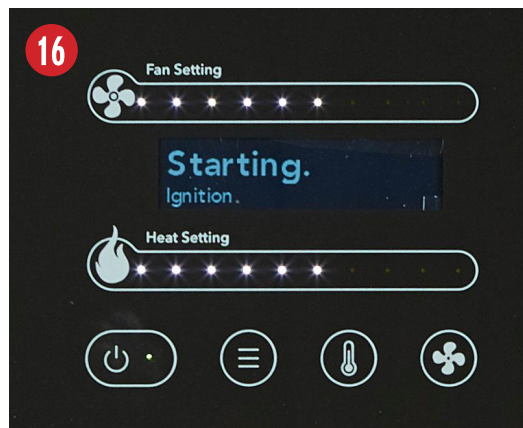 16
Fan Setting
Starting.
Ignition.
Heat Setting